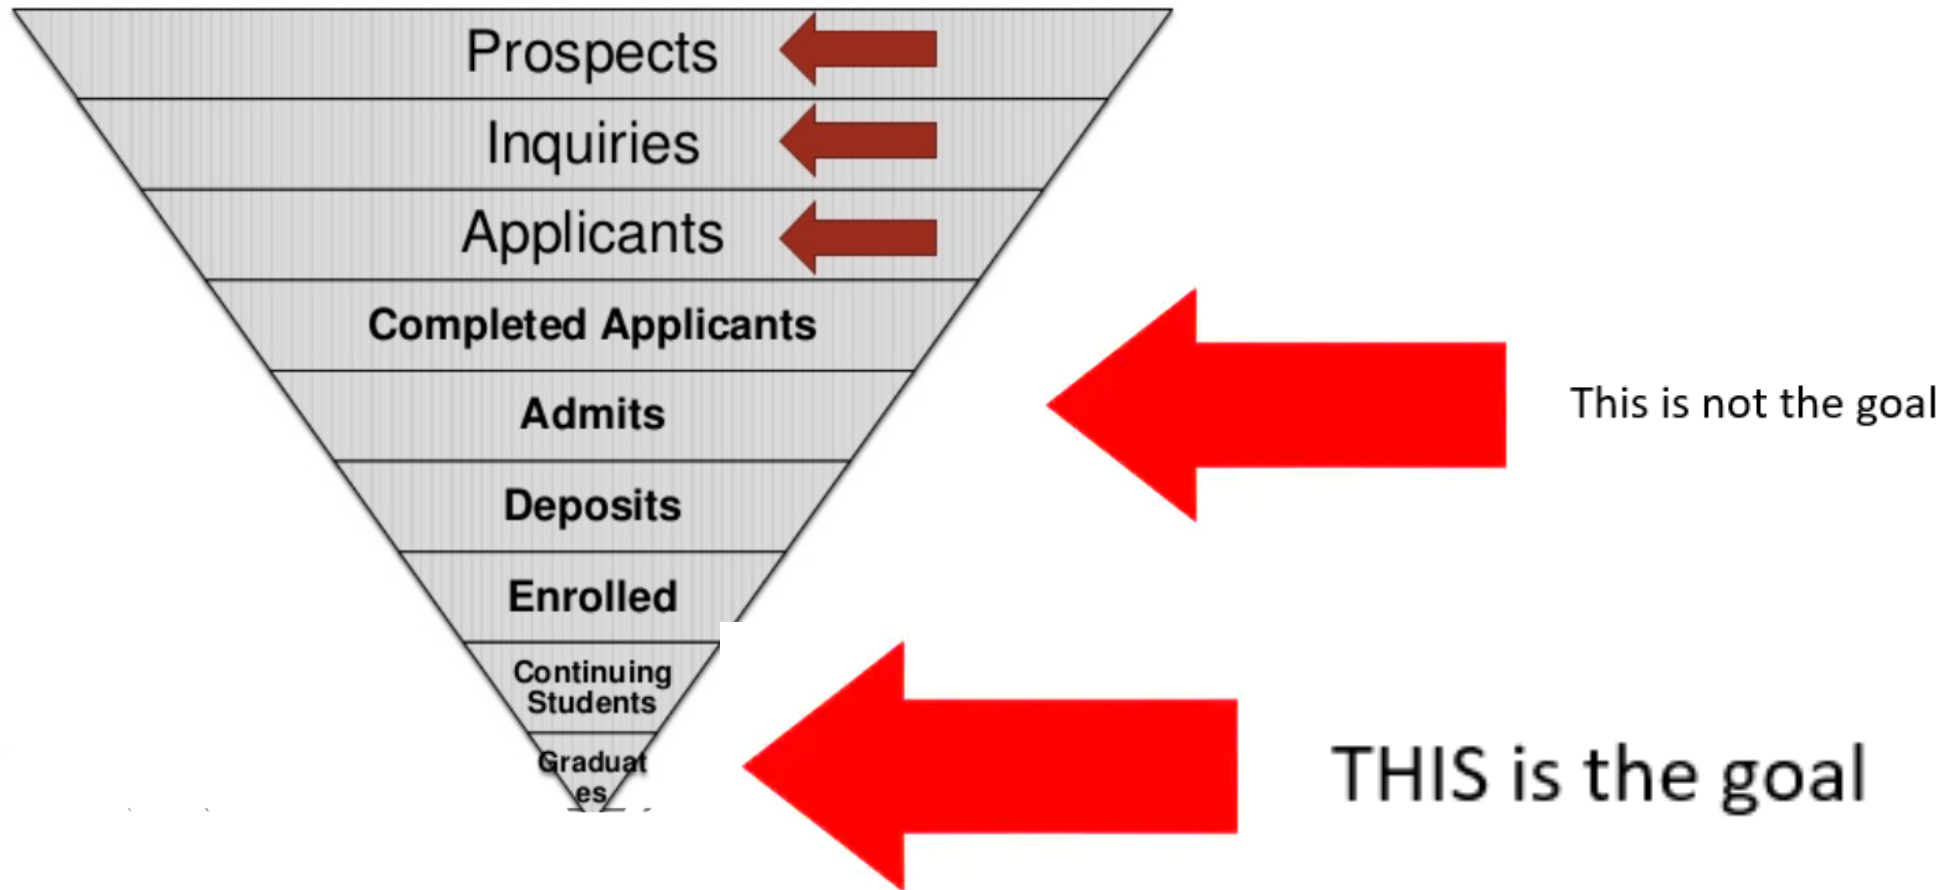 Prospects
Inquiries
Applicants
Completed Applicants
This is not the goal
Admits
Deposits
Enrolled
Continuing
Students
Graduat
es
THIS is the goal